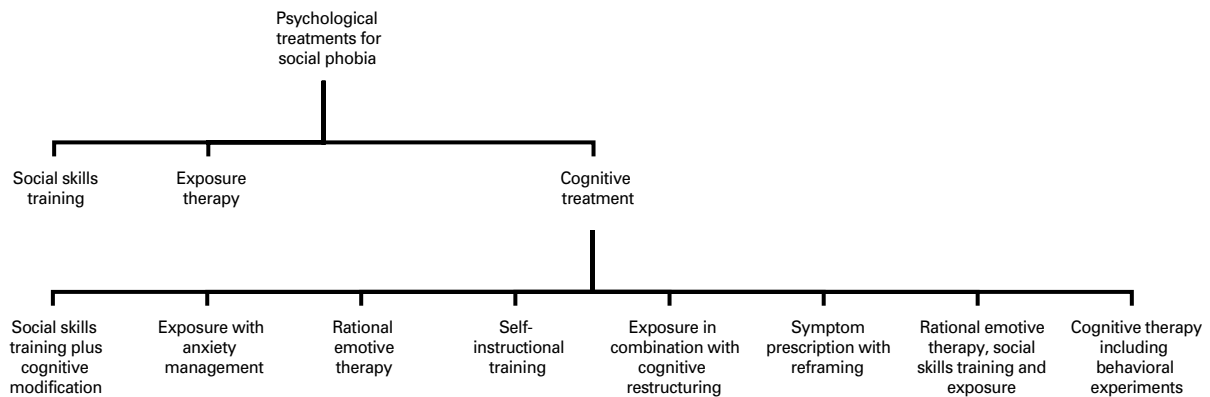 Psychological
treatments for
social phobia
Social skills
training
Exposure
therapy
Cognitive
treatment
Social skills
training plus
cognitive
modification
Exposure with
anxiety
management
Rational
emotive
therapy
Self-
instructional
training
Exposure in
combination with
cognitive
restructuring
Symptom
prescription with
reframing
Rational emotive
therapy, social
skills training and
exposure
Cognitive therapy
including
behavioral
experiments